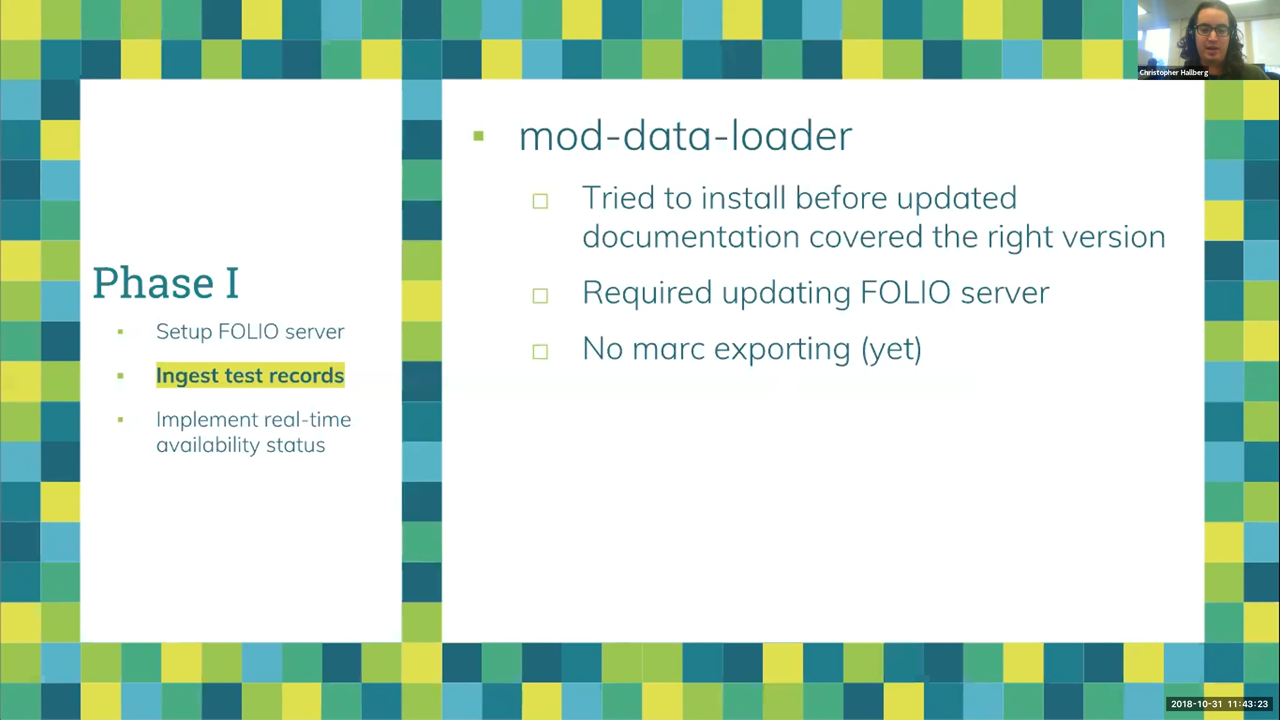 Christopher Hallberg
Phase I
Setup FOLIO server
Ingest test records
Implement real-time
availability status
mod-data-loader
Tried to install before updated
documentation covered the right version
Required updating FOLIO server
No marc exporting (yet)
2018-10-31 11:43:23